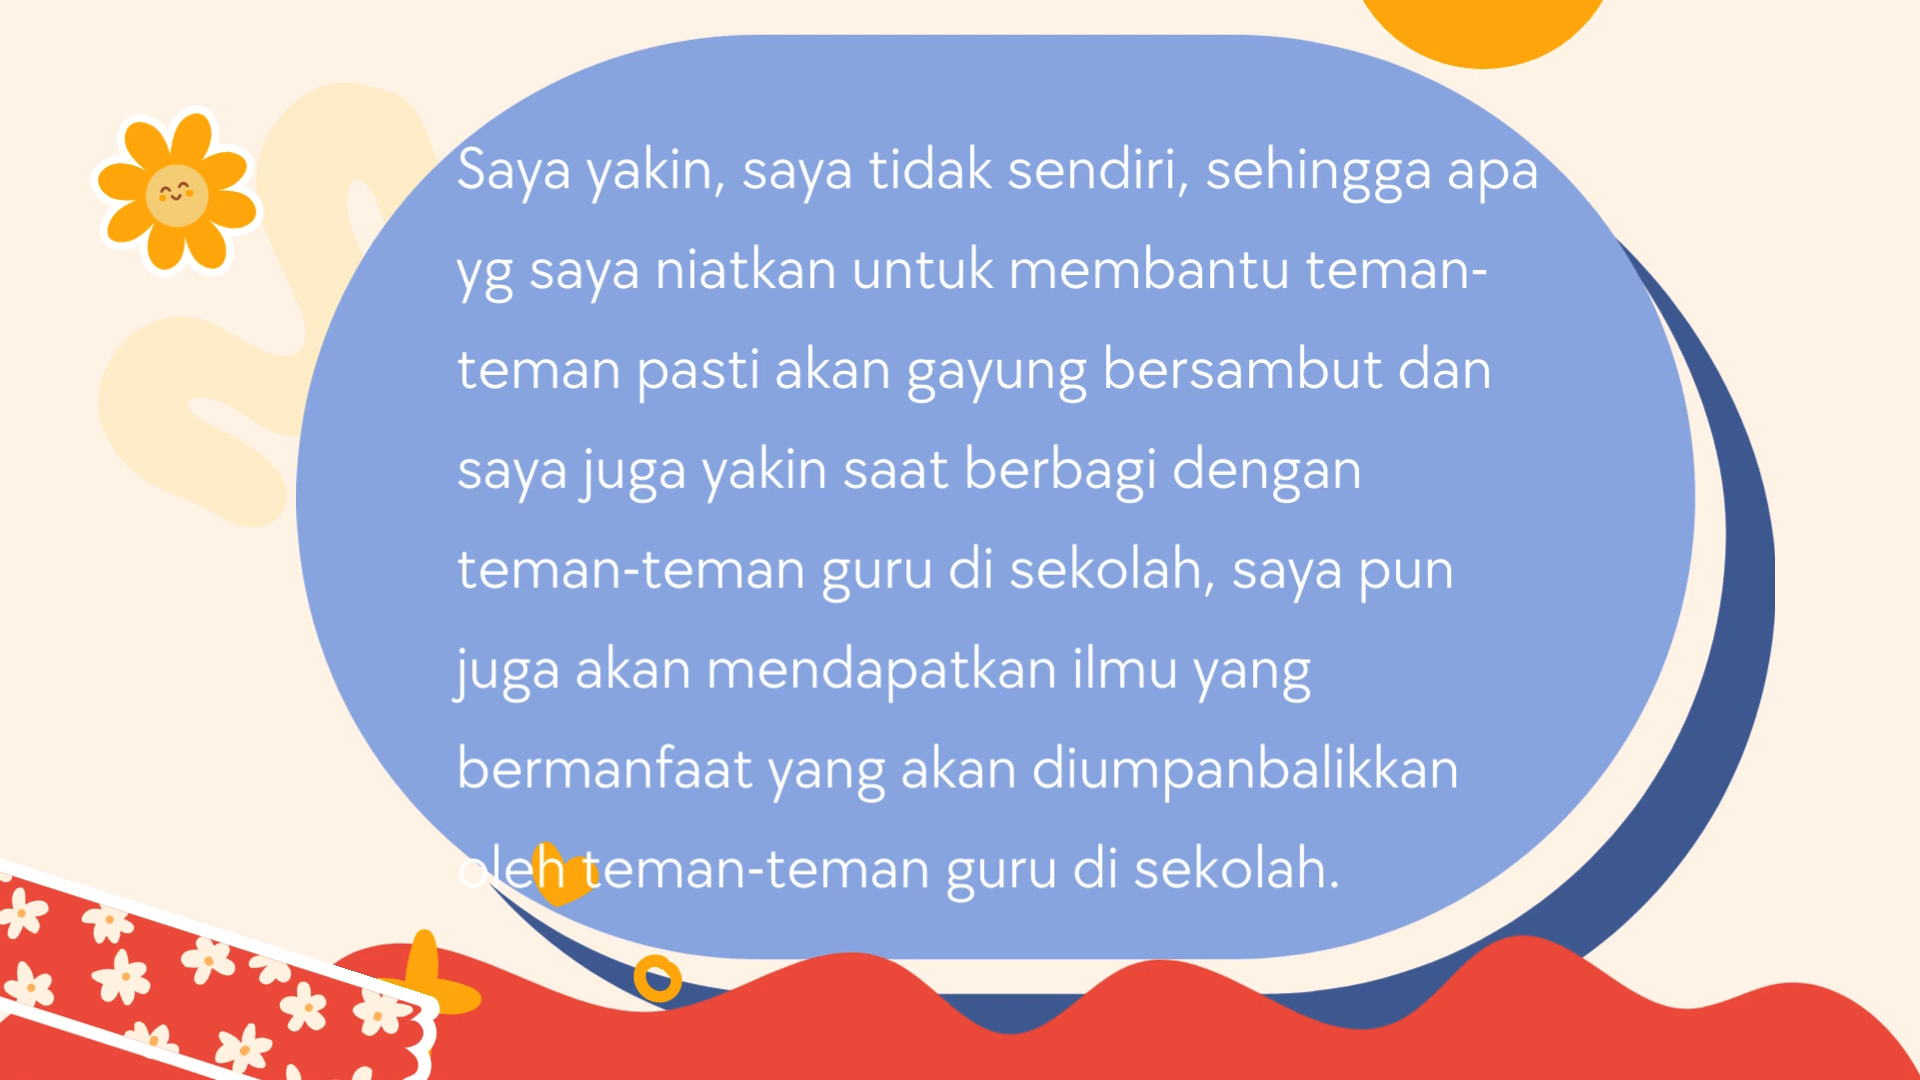 Saya yakin, saya tidak sendiri, sehingga apa
yg saya niatkan untuk membantu teman-
teman pasti akan gayung bersambut dan
saya juga yakin saat berbagi dengan
teman-teman guru di sekolah, saya pun
juga akan mendapatkan ilmu yang
bermanfaat yang akan diumpanbalikkan
oleh teman-teman guru di sekolah.